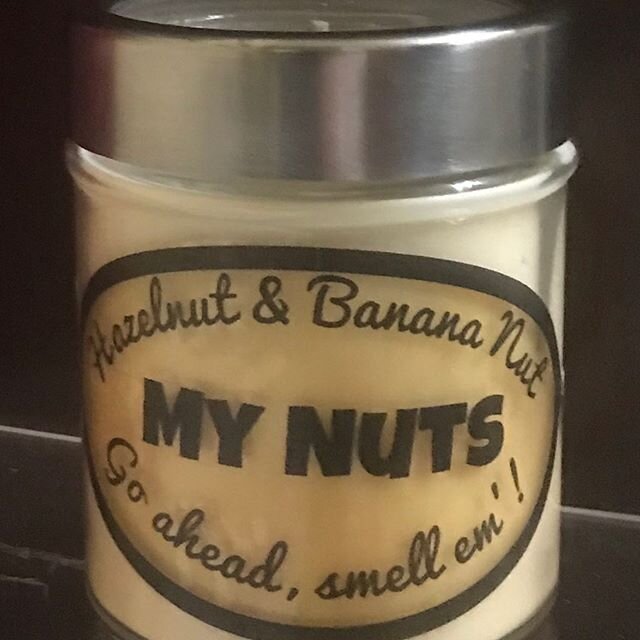 Hazelnut & Banana Nut
MY NUTS
Go ahead, smell em'!